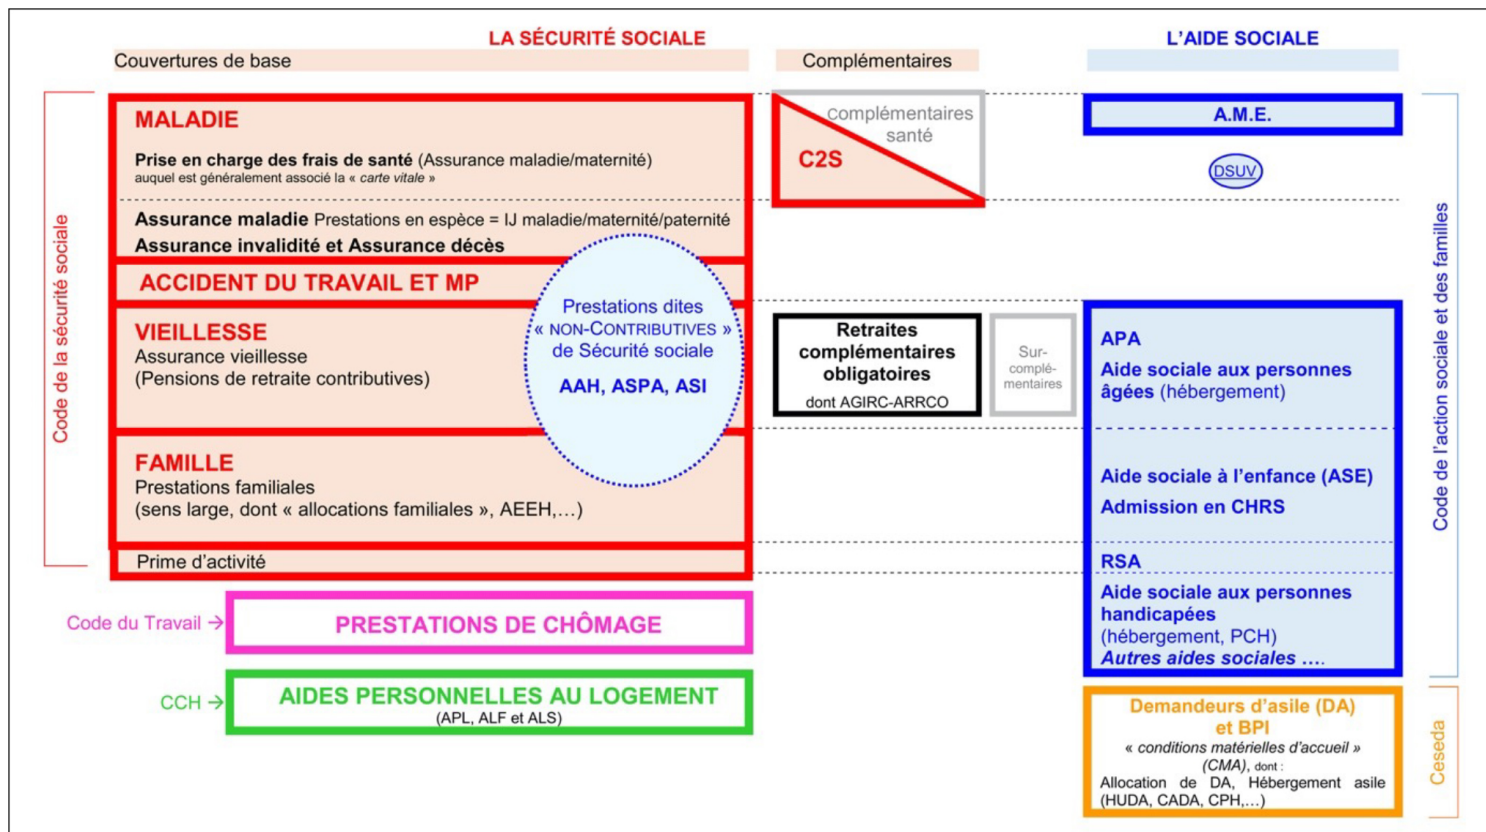 LA SÉCURITÉ SOCIALE
L'AIDE SOCIALE
Couvertures de base
Complémentaires
Code de la sécurité sociale
MALADIE
Prise en charge des frais de santé (Assurance maladie/maternité)
auquel est généralement associé la « carte vitale »
Assurance maladie Prestations en espèce = IJ maladie/maternité/paternité
Assurance invalidité et Assurance décès
ACCIDENT DU TRAVAIL ET MP
VIEILLESSE
Assurance vieillesse
(Pensions de retraite contributives)
FAMILLE
Prestations familiales
(sens large, dont « allocations familiales », AEEH,…)
Prime d'activité
Prestations dites
« NON-CONTRIBUTIVES »
de Sécurité sociale
AAH, ASPA, ASI
Code du Travail →
PRESTATIONS DE CHÔMAGE
CCH →
AIDES PERSONNELLES AU LOGEMENT
(APL, ALF et ALS)
complémentaires
santé
C2S
Retraites
complémentaires
obligatoires
dont AGIRC-ARRCO
Sur-
complé-
mentaires
A.M.E.
DSUV
APA
Aide sociale aux personnes
âgées (hébergement)
Aide sociale à l'enfance (ASE)
Admission en CHRS
RSA
Aide sociale aux personnes
handicapées
(hébergement, PCH)
Autres aides sociales ….
Code de l'action sociale et des familles
Demandeurs d'asile (DA)
et BPI
« conditions matérielles d'accueil »
(CMA), dont :
Allocation de DA, Hébergement asile
(HUDA, CADA, CPH,…)
Ceseda